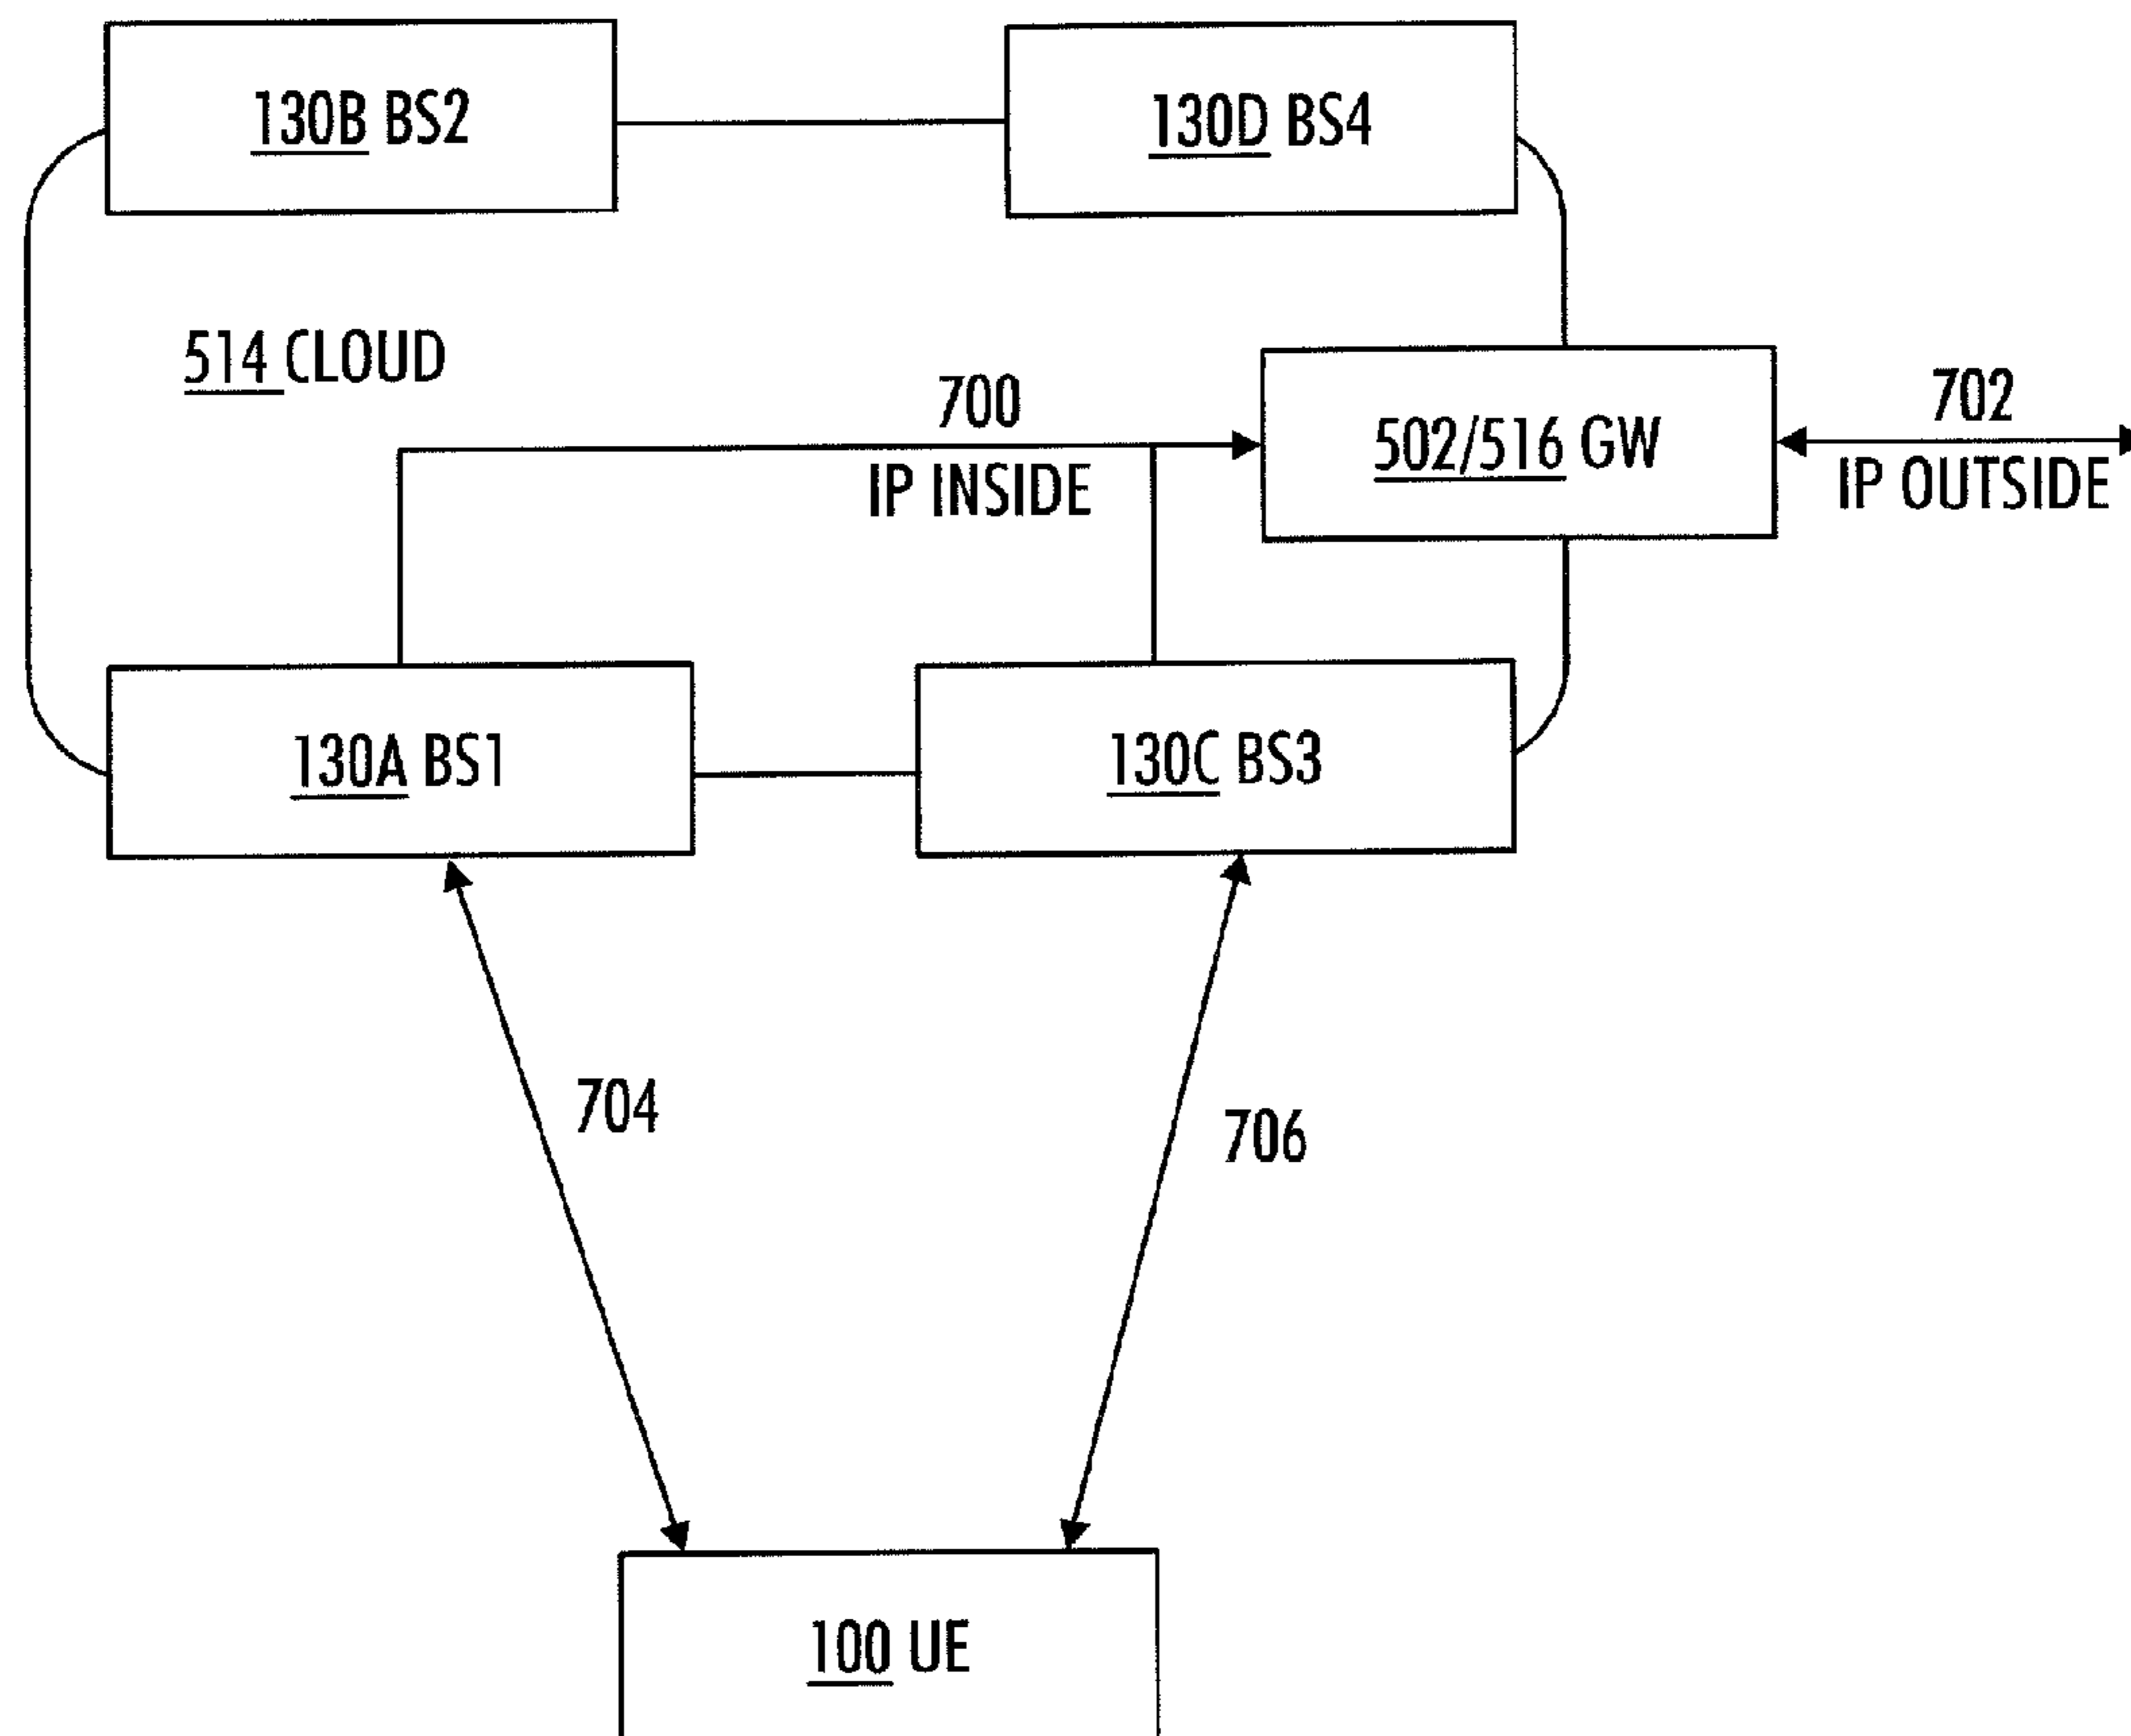 130B BS2
130D BS4
514 CLOUD
700
IP INSIDE
502/516 GW
702
IP OUTSIDE
130A BS1
130C BS3
704
706
100 UE